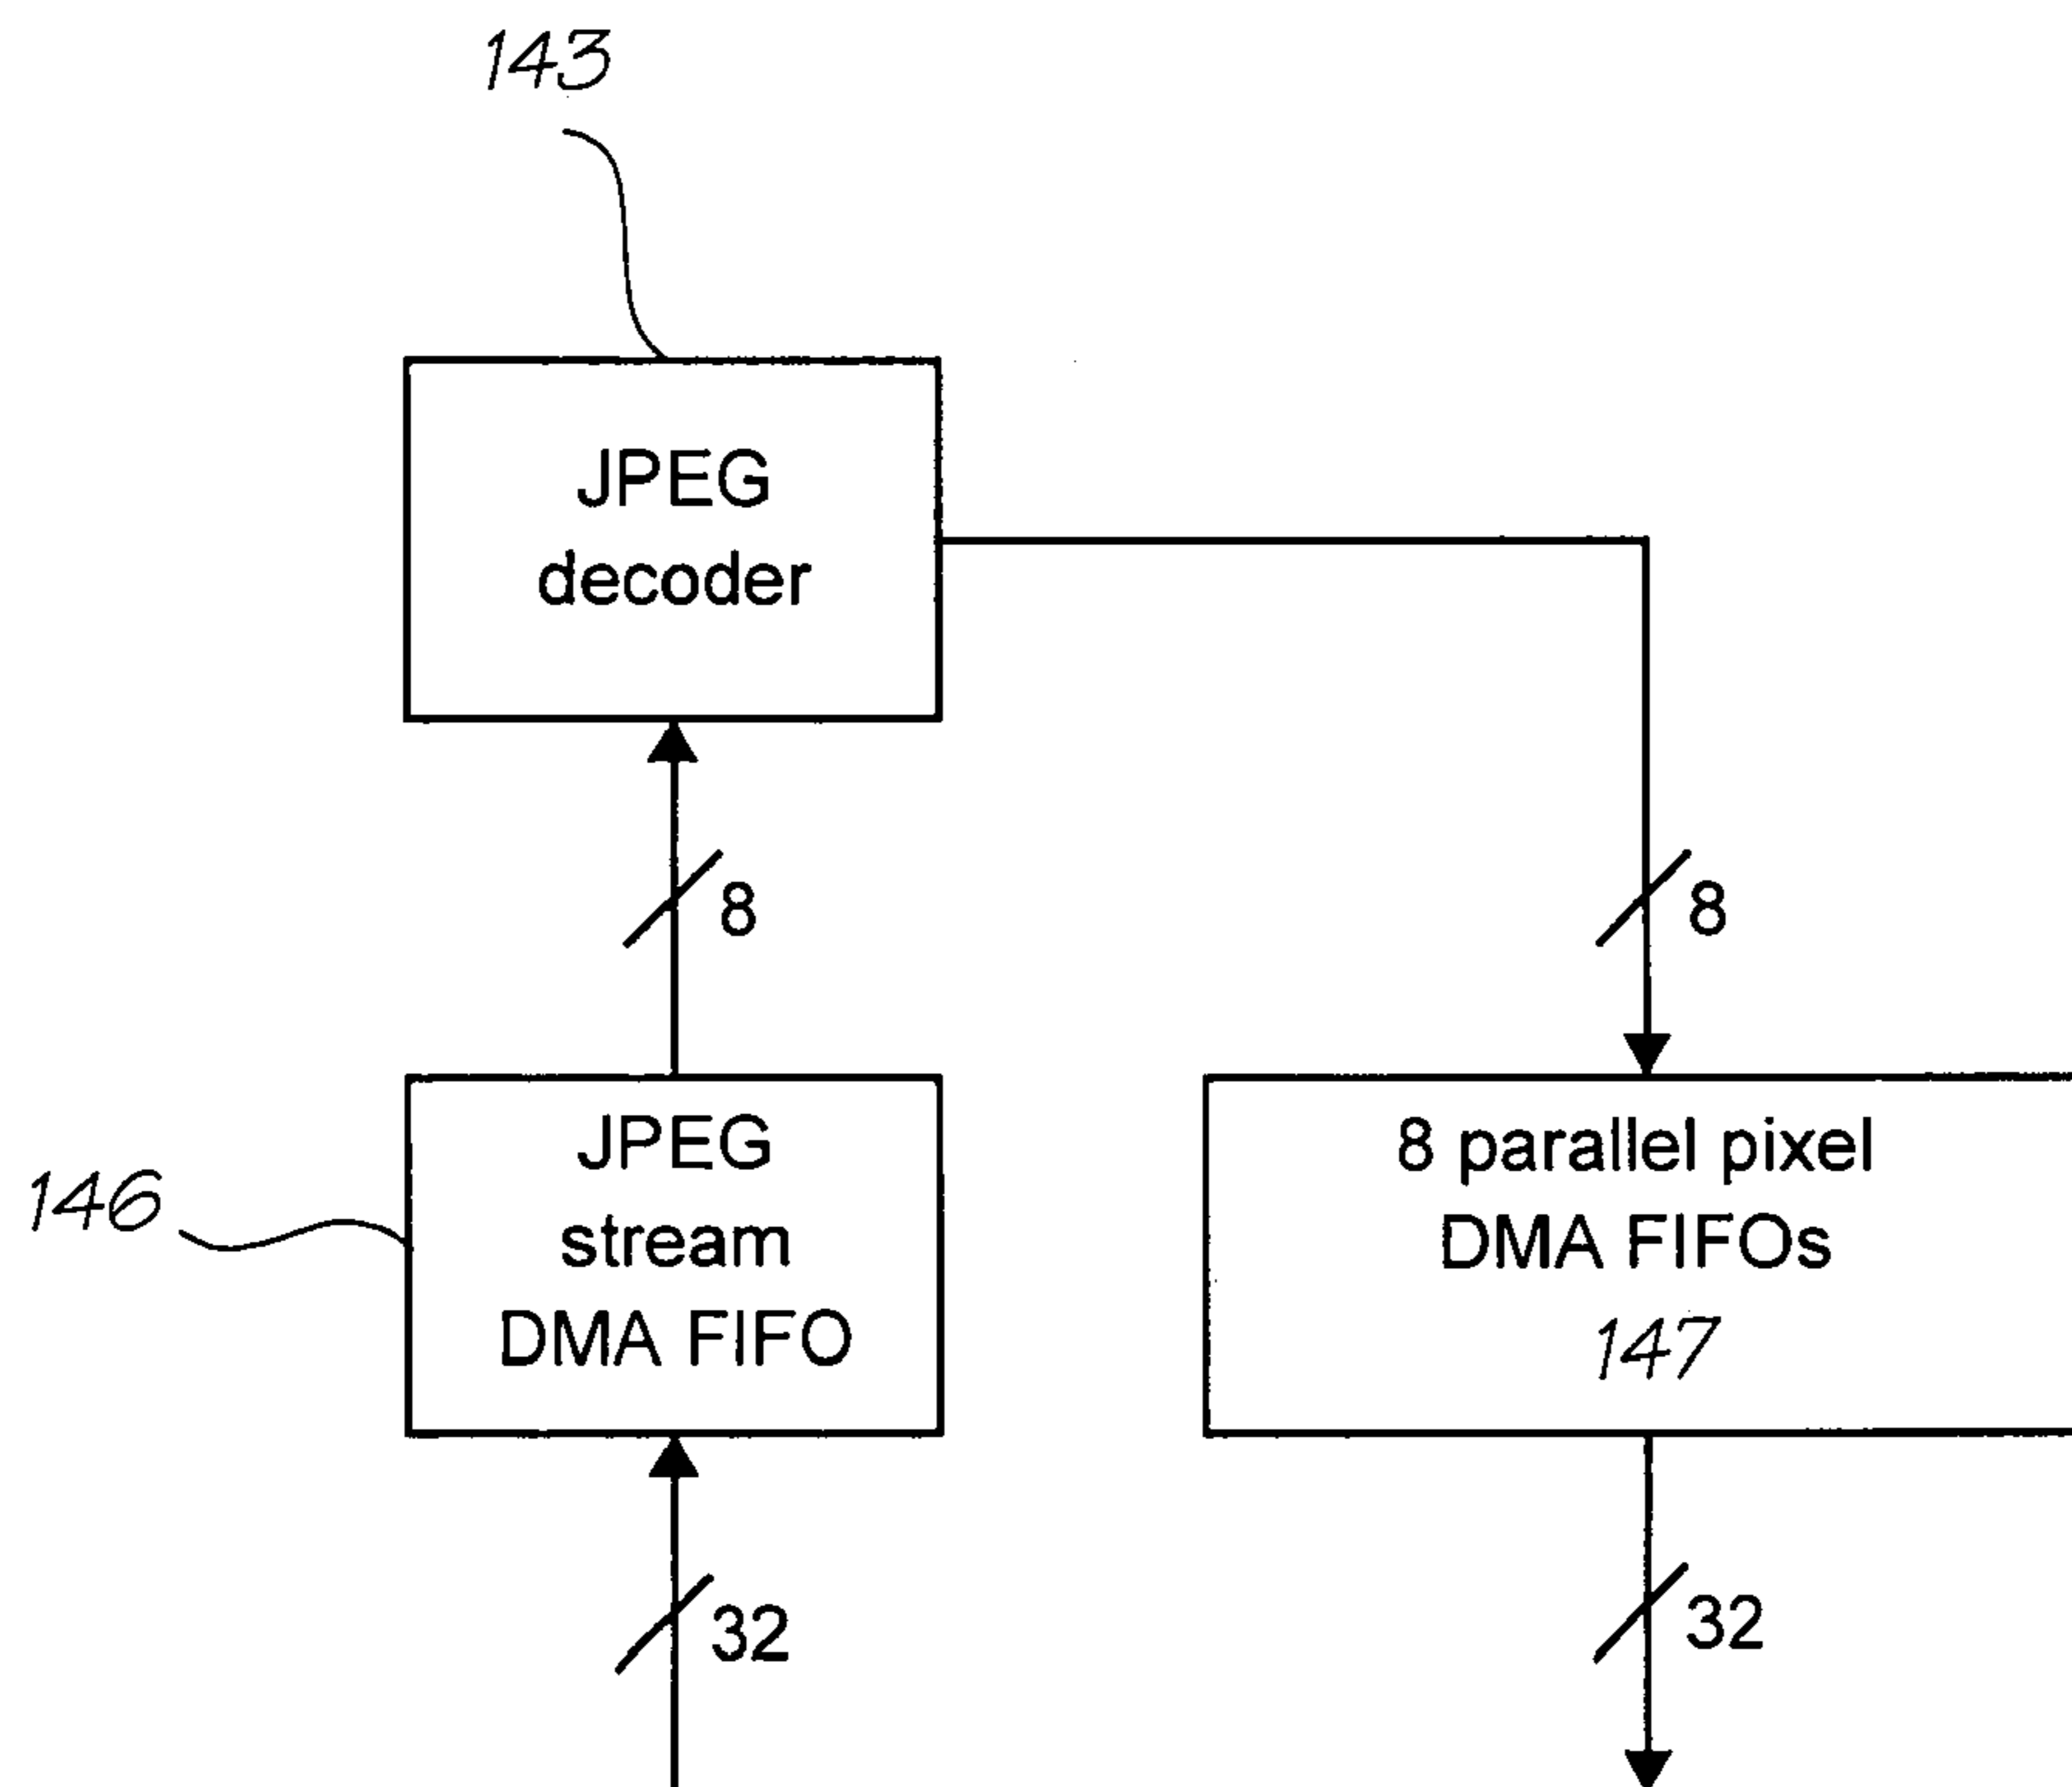 143
JPEG
decoder
8
8
146
JPEG
stream
DMA FIFO
8 parallel pixel
DMA FIFOs
147
32
32